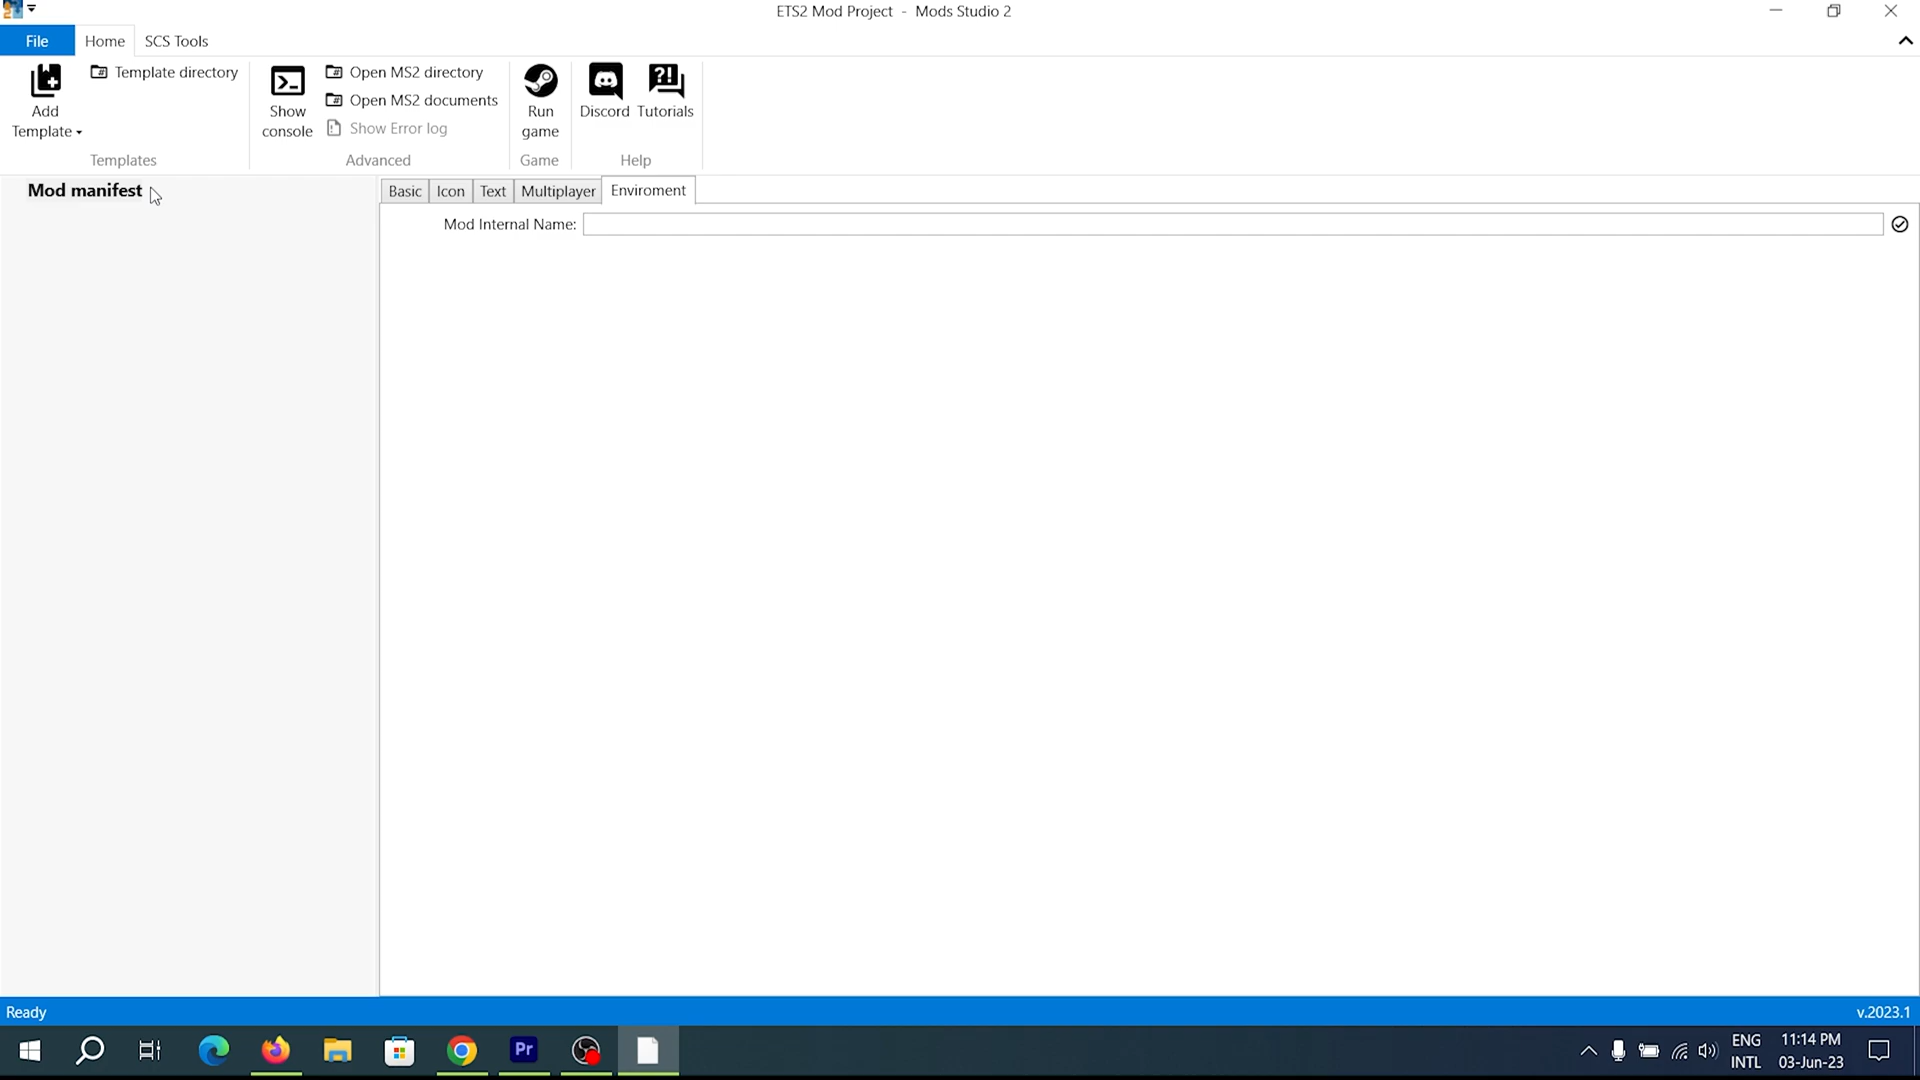 ETS2 Mod Project - Mods Studio 2
File
Home
SCS Tools
Add
Template
Template directory
Templates
Show
console
Open MS2 directory
Open MS2 documents
Show Error log
Advanced
Run
game
Game
Discord
Tutorials
Help
Mod manifest
Basic
Icon
Text
Multiplayer
Enviroment
Mod Internal Name:
Ready
v.2023.1
Pr
ENG
INTL
11:14 PM
03-Jun-23